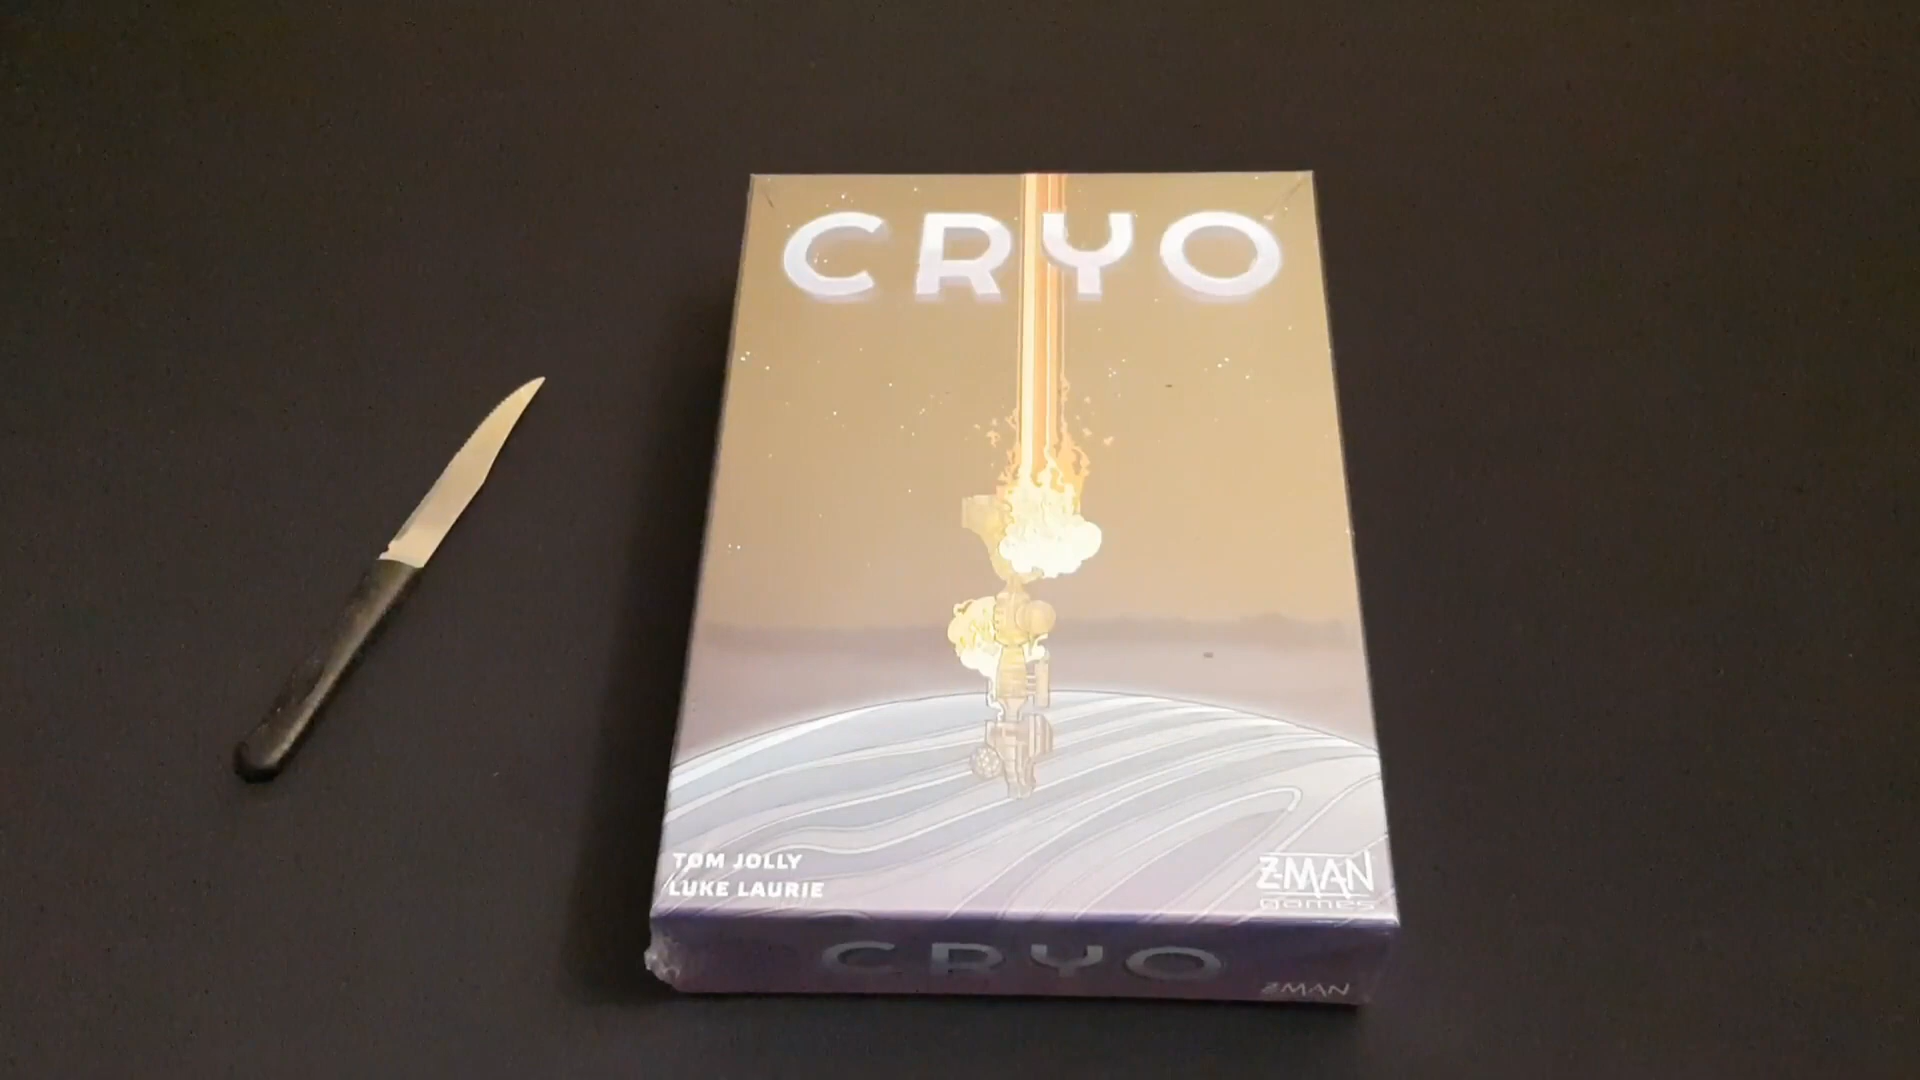 CRYO
TOM JOLLY
LUKE LAURIE
Z-MAN
games
CRYO
Z-MAN